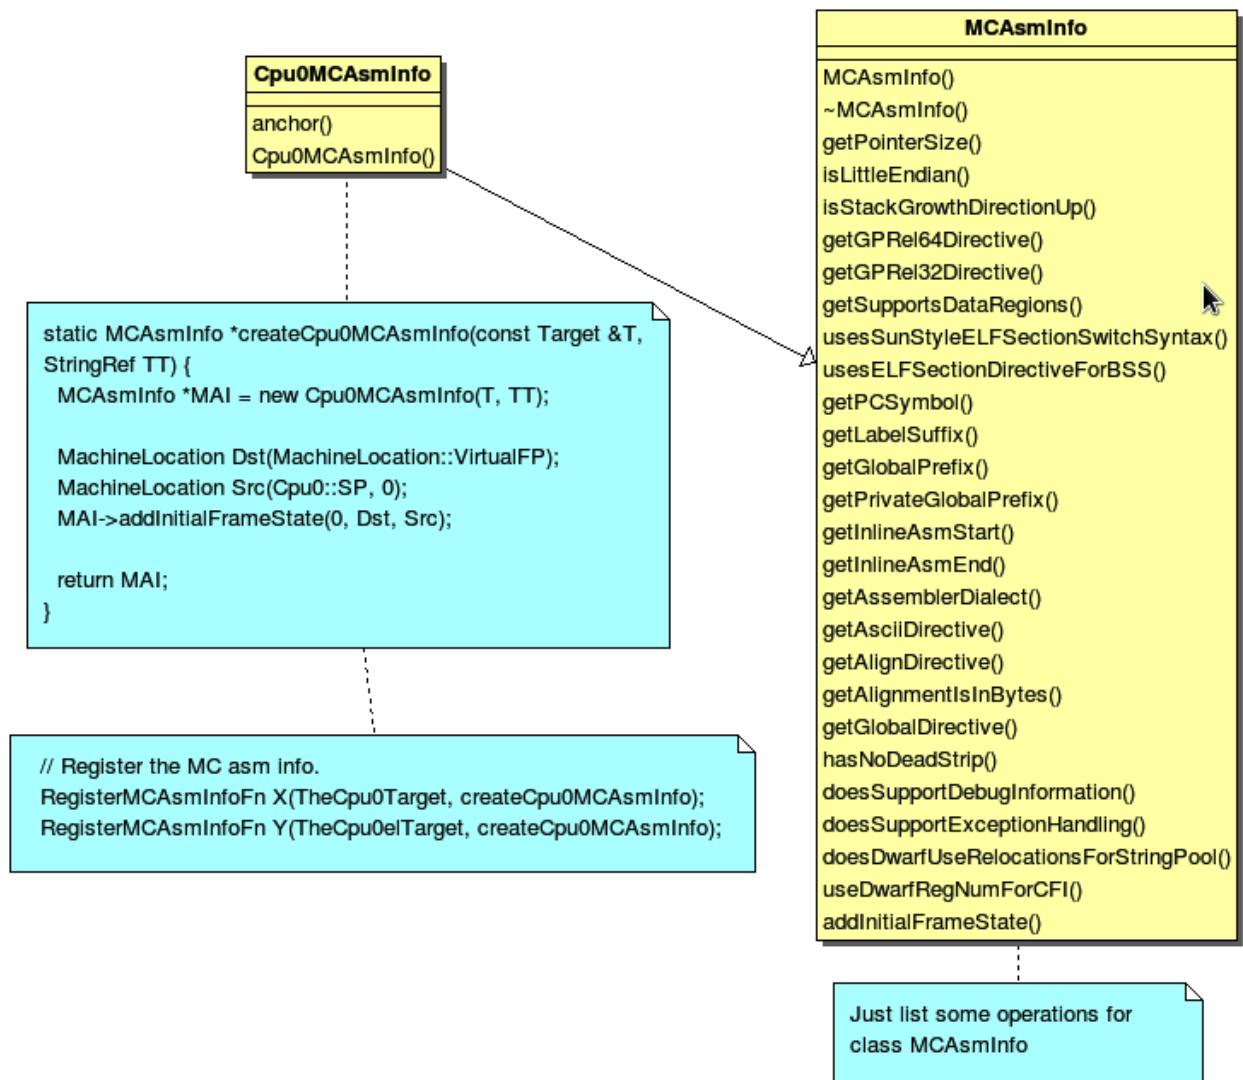 Cpu0MCAsmInfo
anchor()
Cpu0MCAsmInfo()
static MCAsmInfo *createCpu0MCAsmInfo(const Target &T,
StringRef TT) {
MCAsmInfo *MAI = new Cpu0MCAsmInfo(T, TT);
MachineLocation Dst(MachineLocation::VirtualFP);
MachineLocation Src(Cpu0::SP, 0);
MAI->addInitialFrameState(0, Dst, Src);
return MAI;
}
// Register the MC asm info.
RegisterMCAsmInfoFn X(TheCpu0Target, createCpu0MCAsmInfo);
RegisterMCAsmInfoFn Y(TheCpu0elTarget, createCpu0MCAsmInfo);
MCAsmInfo
MCAsmInfo()
~MCAsmInfo()
getPointerSize()
isLittleEndian()
isStackGrowthDirectionUp()
getGPRel64Directive()
getGPRel32Directive()
getSupportsDataRegions()
usesSunStyleELFSectionSwitchSyntax()
usesELFSectionDirectiveForBSS()
getPCSymbol()
getLabelSuffix()
getGlobalPrefix()
getPrivateGlobalPrefix()
getInlineAsmStart()
getInlineAsmEnd()
getAssemblerDialect()
getAsciiDirective()
getAlignDirective()
getAlignmentIsInBytes()
getGlobalDirective()
hasNoDeadStrip()
doesSupportDebugInformation()
doesSupportExceptionHandling()
doesDwarfUseRelocationsForStringPool()
useDwarfRegNumForCFI()
addInitialFrameState()
Just list some operations for
class MCAsmInfo